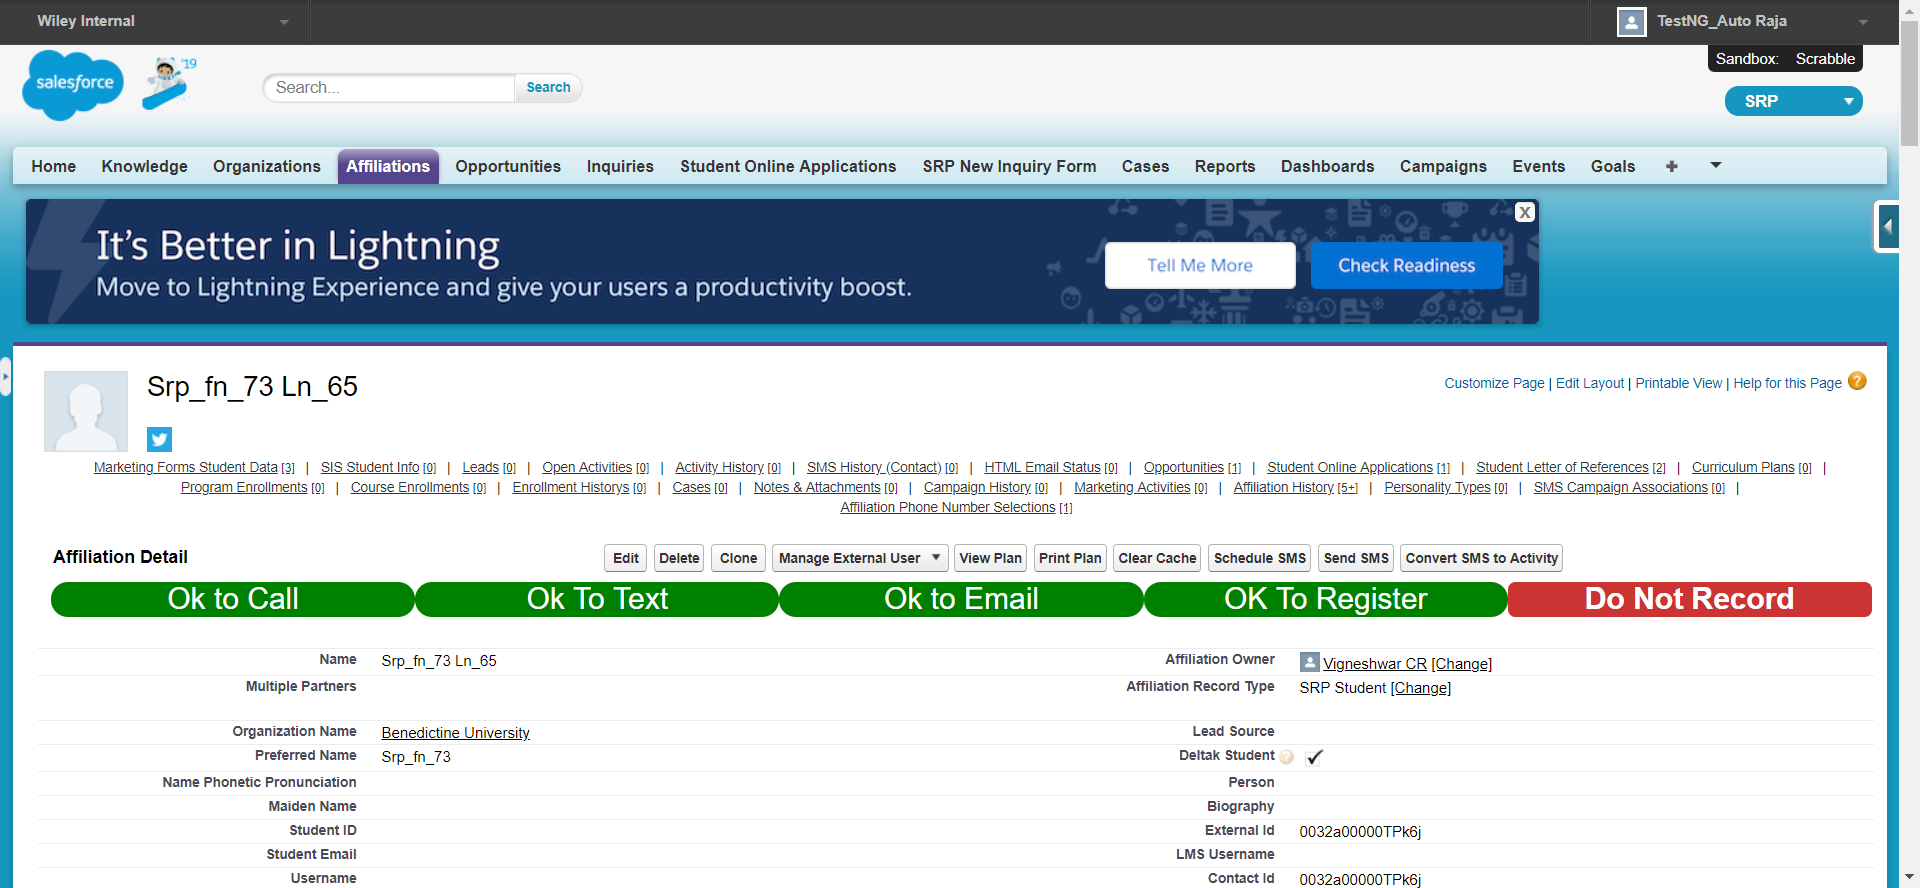 Wiley Internal
TestNG_Auto Raja
Sandbox: Scrabble
salesforce
'19
Search...
Search
SRP
Home Knowledge Organizations Affiliations Opportunities Inquiries Student Online Applications SRP New Inquiry Form Cases Reports Dashboards Campaigns Events Goals +
It's Better in Lightning
Move to Lightning Experience and give your users a productivity boost.
Tell Me More
Check Readiness
X
Srp_fn_73 Ln_65
Customize Page | Edit Layout | Printable View | Help for this Page ?
Marketing Forms Student Data [3] | SIS Student Info [0] | Leads [0] | Open Activities [0] | Activity History [0] | SMS History (Contact) [0] | HTML Email Status [0] | Opportunities [1] | Student Online Applications [1] | Student Letter of References [2] | Curriculum Plans [0] |
Program Enrollments [0] | Course Enrollments [0] | Enrollment Historys [0] | Cases [0] | Notes & Attachments [0] | Campaign History [0] | Marketing Activities [0] | Affiliation History [5+] | Personality Types [0] | SMS Campaign Associations [0] |
Affiliation Phone Number Selections [1]
Affiliation Detail
Edit Delete Clone Manage External User View Plan Print Plan Clear Cache Schedule SMS Send SMS Convert SMS to Activity
Ok to Call Ok To Text Ok to Email OK To Register Do Not Record
Name Srp_fn_73 Ln_65 Affiliation Owner Vigneshwar CR [Change]
Multiple Partners Affiliation Record Type SRP Student [Change]
Organization Name Benedictine University Lead Source
Preferred Name Srp_fn_73 Deltak Student ?
Name Phonetic Pronunciation Person
Maiden Name Biography
Student ID External Id 0032a00000TPk6j
Student Email LMS Username
Username Contact Id 0032a00000TPk6j